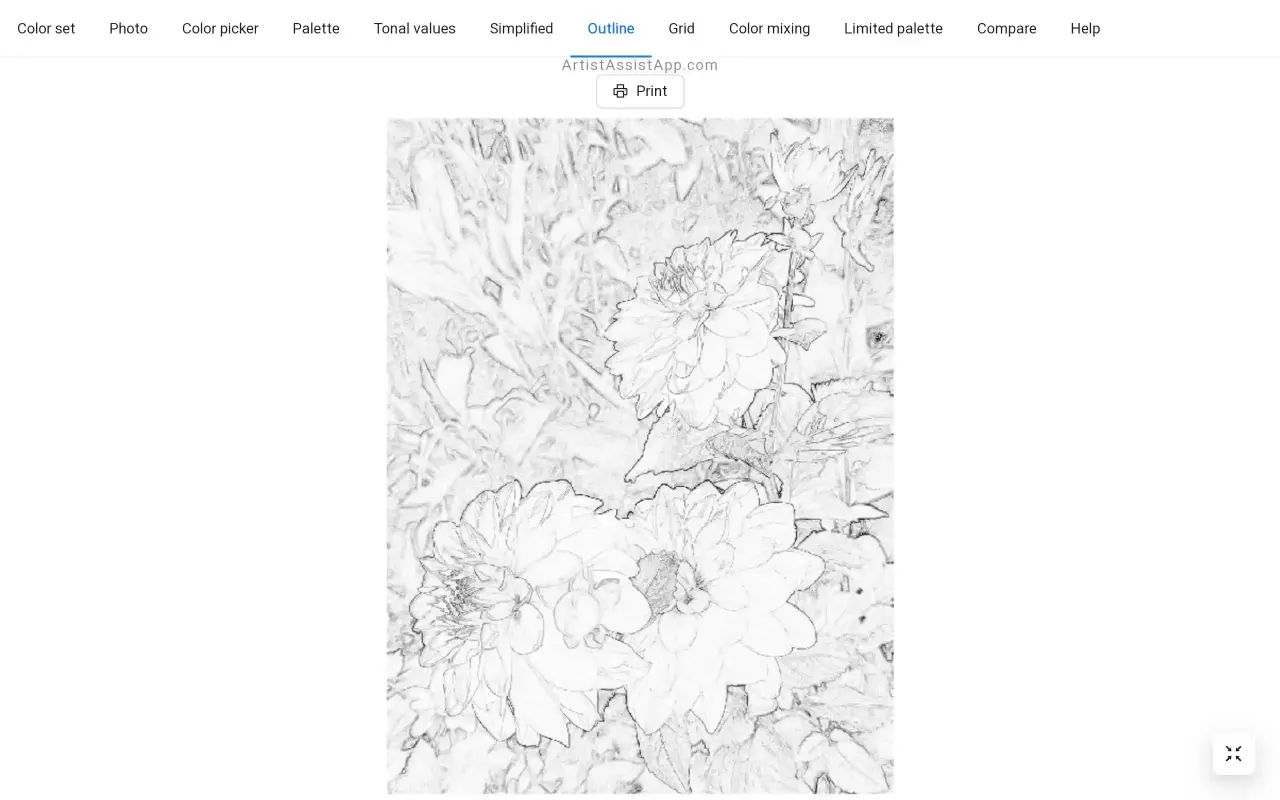 Color set Photo Color picker Palette Tonal values Simplified Outline Grid Color mixing Limited palette Compare Help
ArtistAssistApp.com
Print